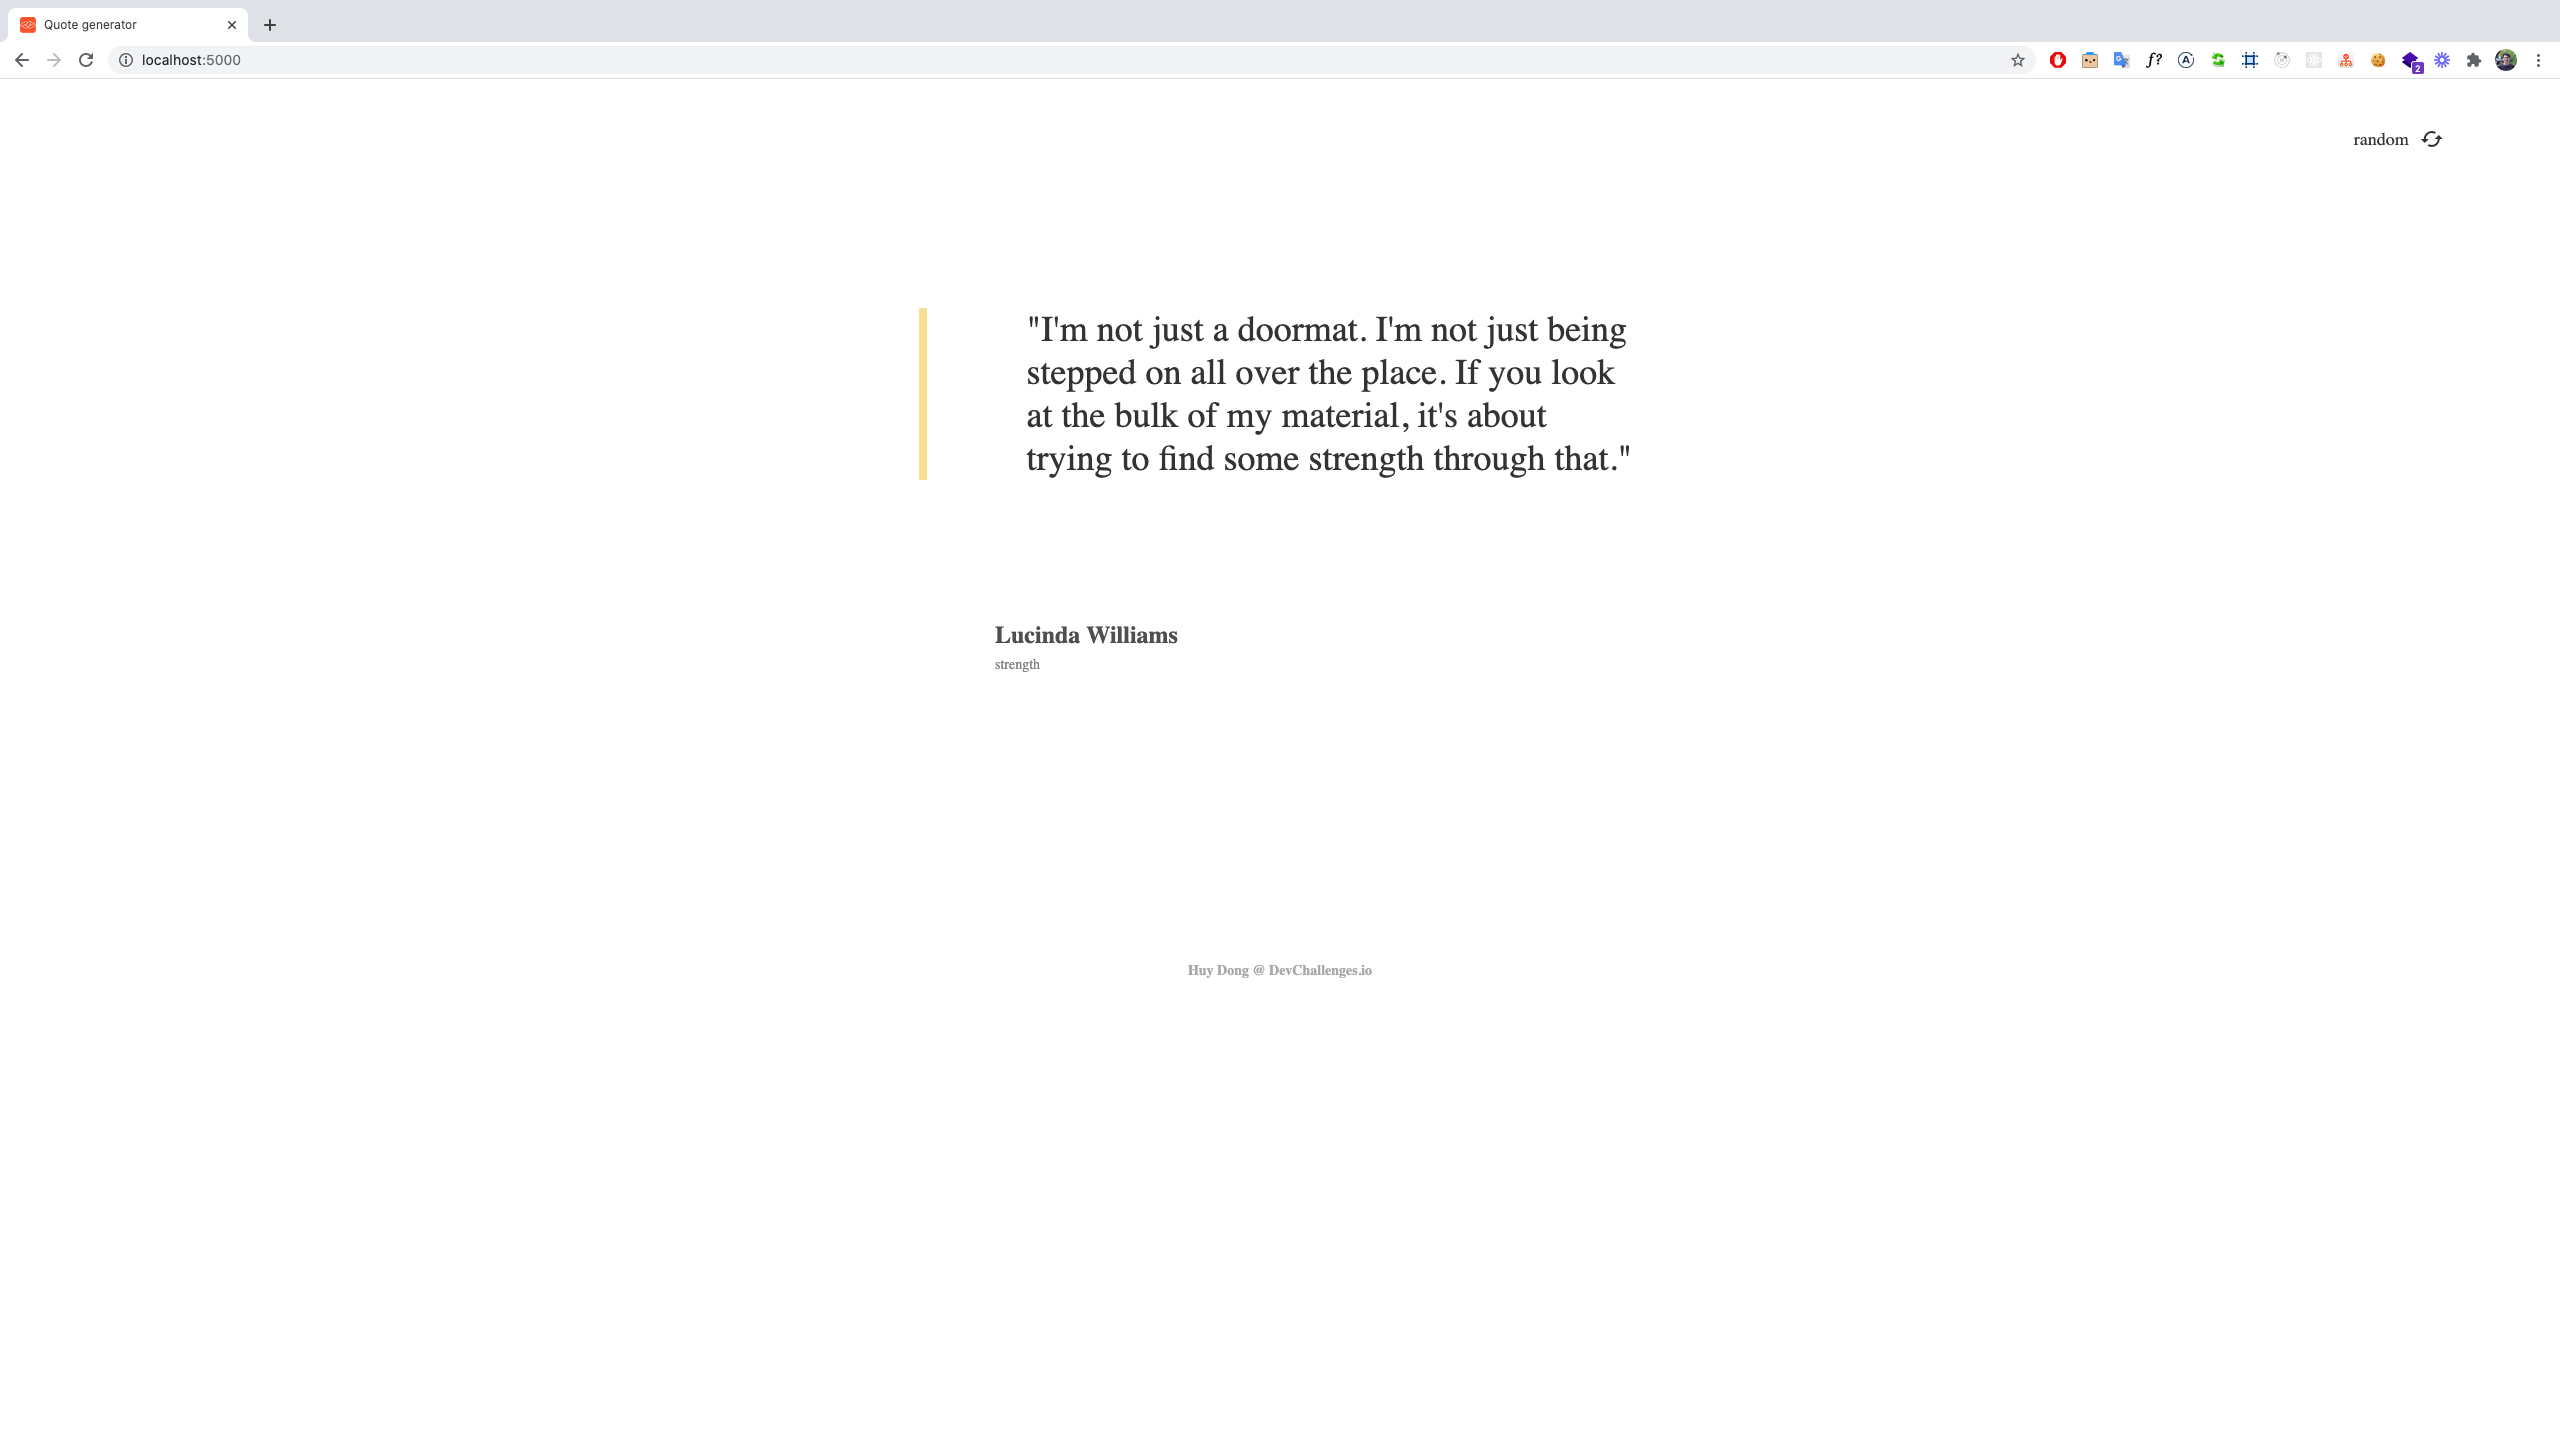 Quote generator
localhost:5000
f?
A
2
random
"I'm not just a doormat. I'm not just being
stepped on all over the place. If you look
at the bulk of my material, it's about
trying to find some strength through that."
Lucinda Williams
strength
Huy Dong @ DevChallenges.io